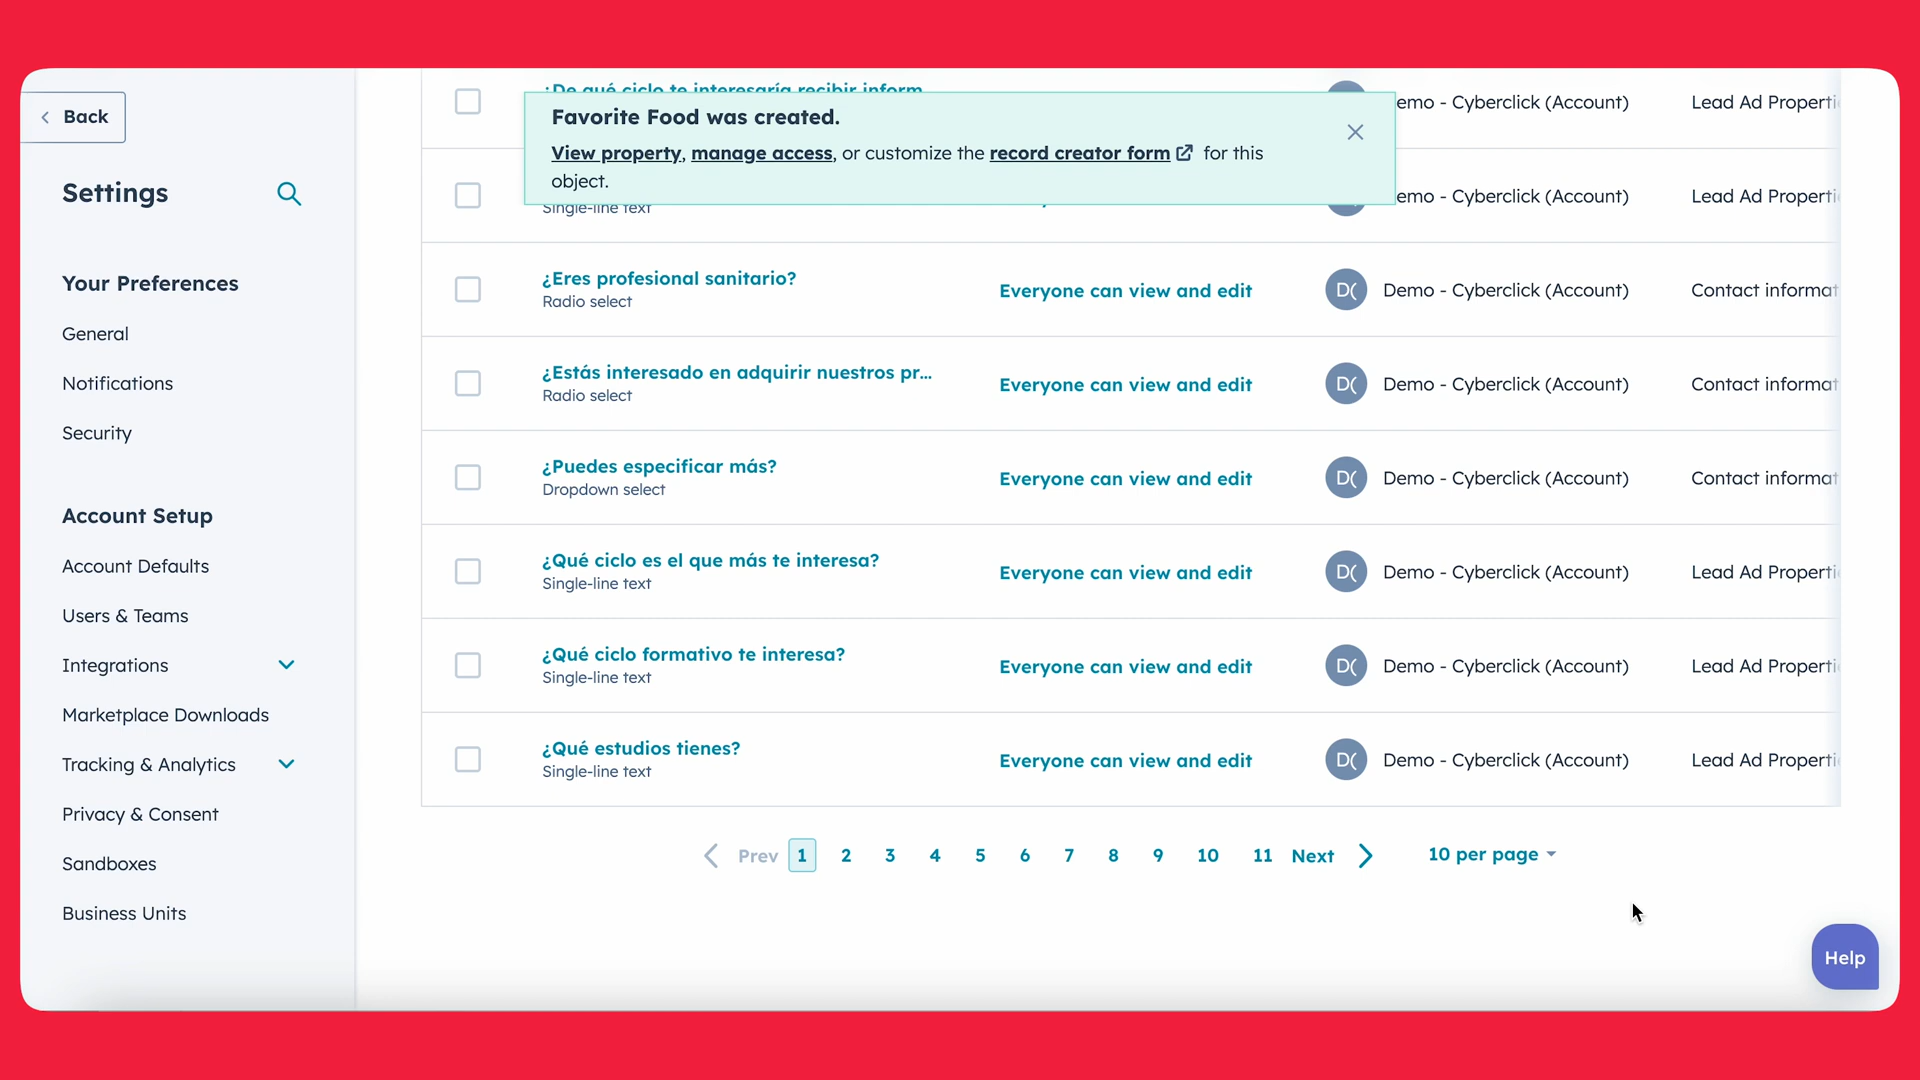 Back
Settings
Your Preferences
General
Notifications
Security
Account Setup
Account Defaults
Users & Teams
Integrations
Marketplace Downloads
Tracking & Analytics
Privacy & Consent
Sandboxes
Business Units
¿De qué ciclo te interesaría recibir inform
emo - Cyberclick (Account) Lead Ad Properti
Favorite Food was created.
View property, manage access, or customize the record creator form for this
object.
Single-line text
emo - Cyberclick (Account) Lead Ad Properti
¿Eres profesional sanitario?
Radio select
Everyone can view and edit D( Demo - Cyberclick (Account) Contact informat
¿Estás interesado en adquirir nuestros pr...
Radio select
Everyone can view and edit D( Demo - Cyberclick (Account) Contact informat
¿Puedes especificar más?
Dropdown select
Everyone can view and edit D( Demo - Cyberclick (Account) Contact informat
¿Qué ciclo es el que más te interesa?
Single-line text
Everyone can view and edit D( Demo - Cyberclick (Account) Lead Ad Properti
¿Qué ciclo formativo te interesa?
Single-line text
Everyone can view and edit D( Demo - Cyberclick (Account) Lead Ad Properti
¿Qué estudios tienes?
Single-line text
Everyone can view and edit D( Demo - Cyberclick (Account) Lead Ad Properti
Prev 1 2 3 4 5 6 7 8 9 10 11 Next 10 per page
Help